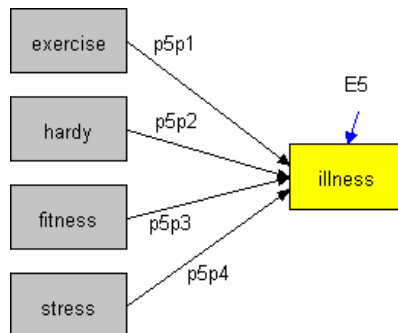 exercise
p5p1
E5
hardy
p5p2
illness
fitness
p5p3
p5p4
stress